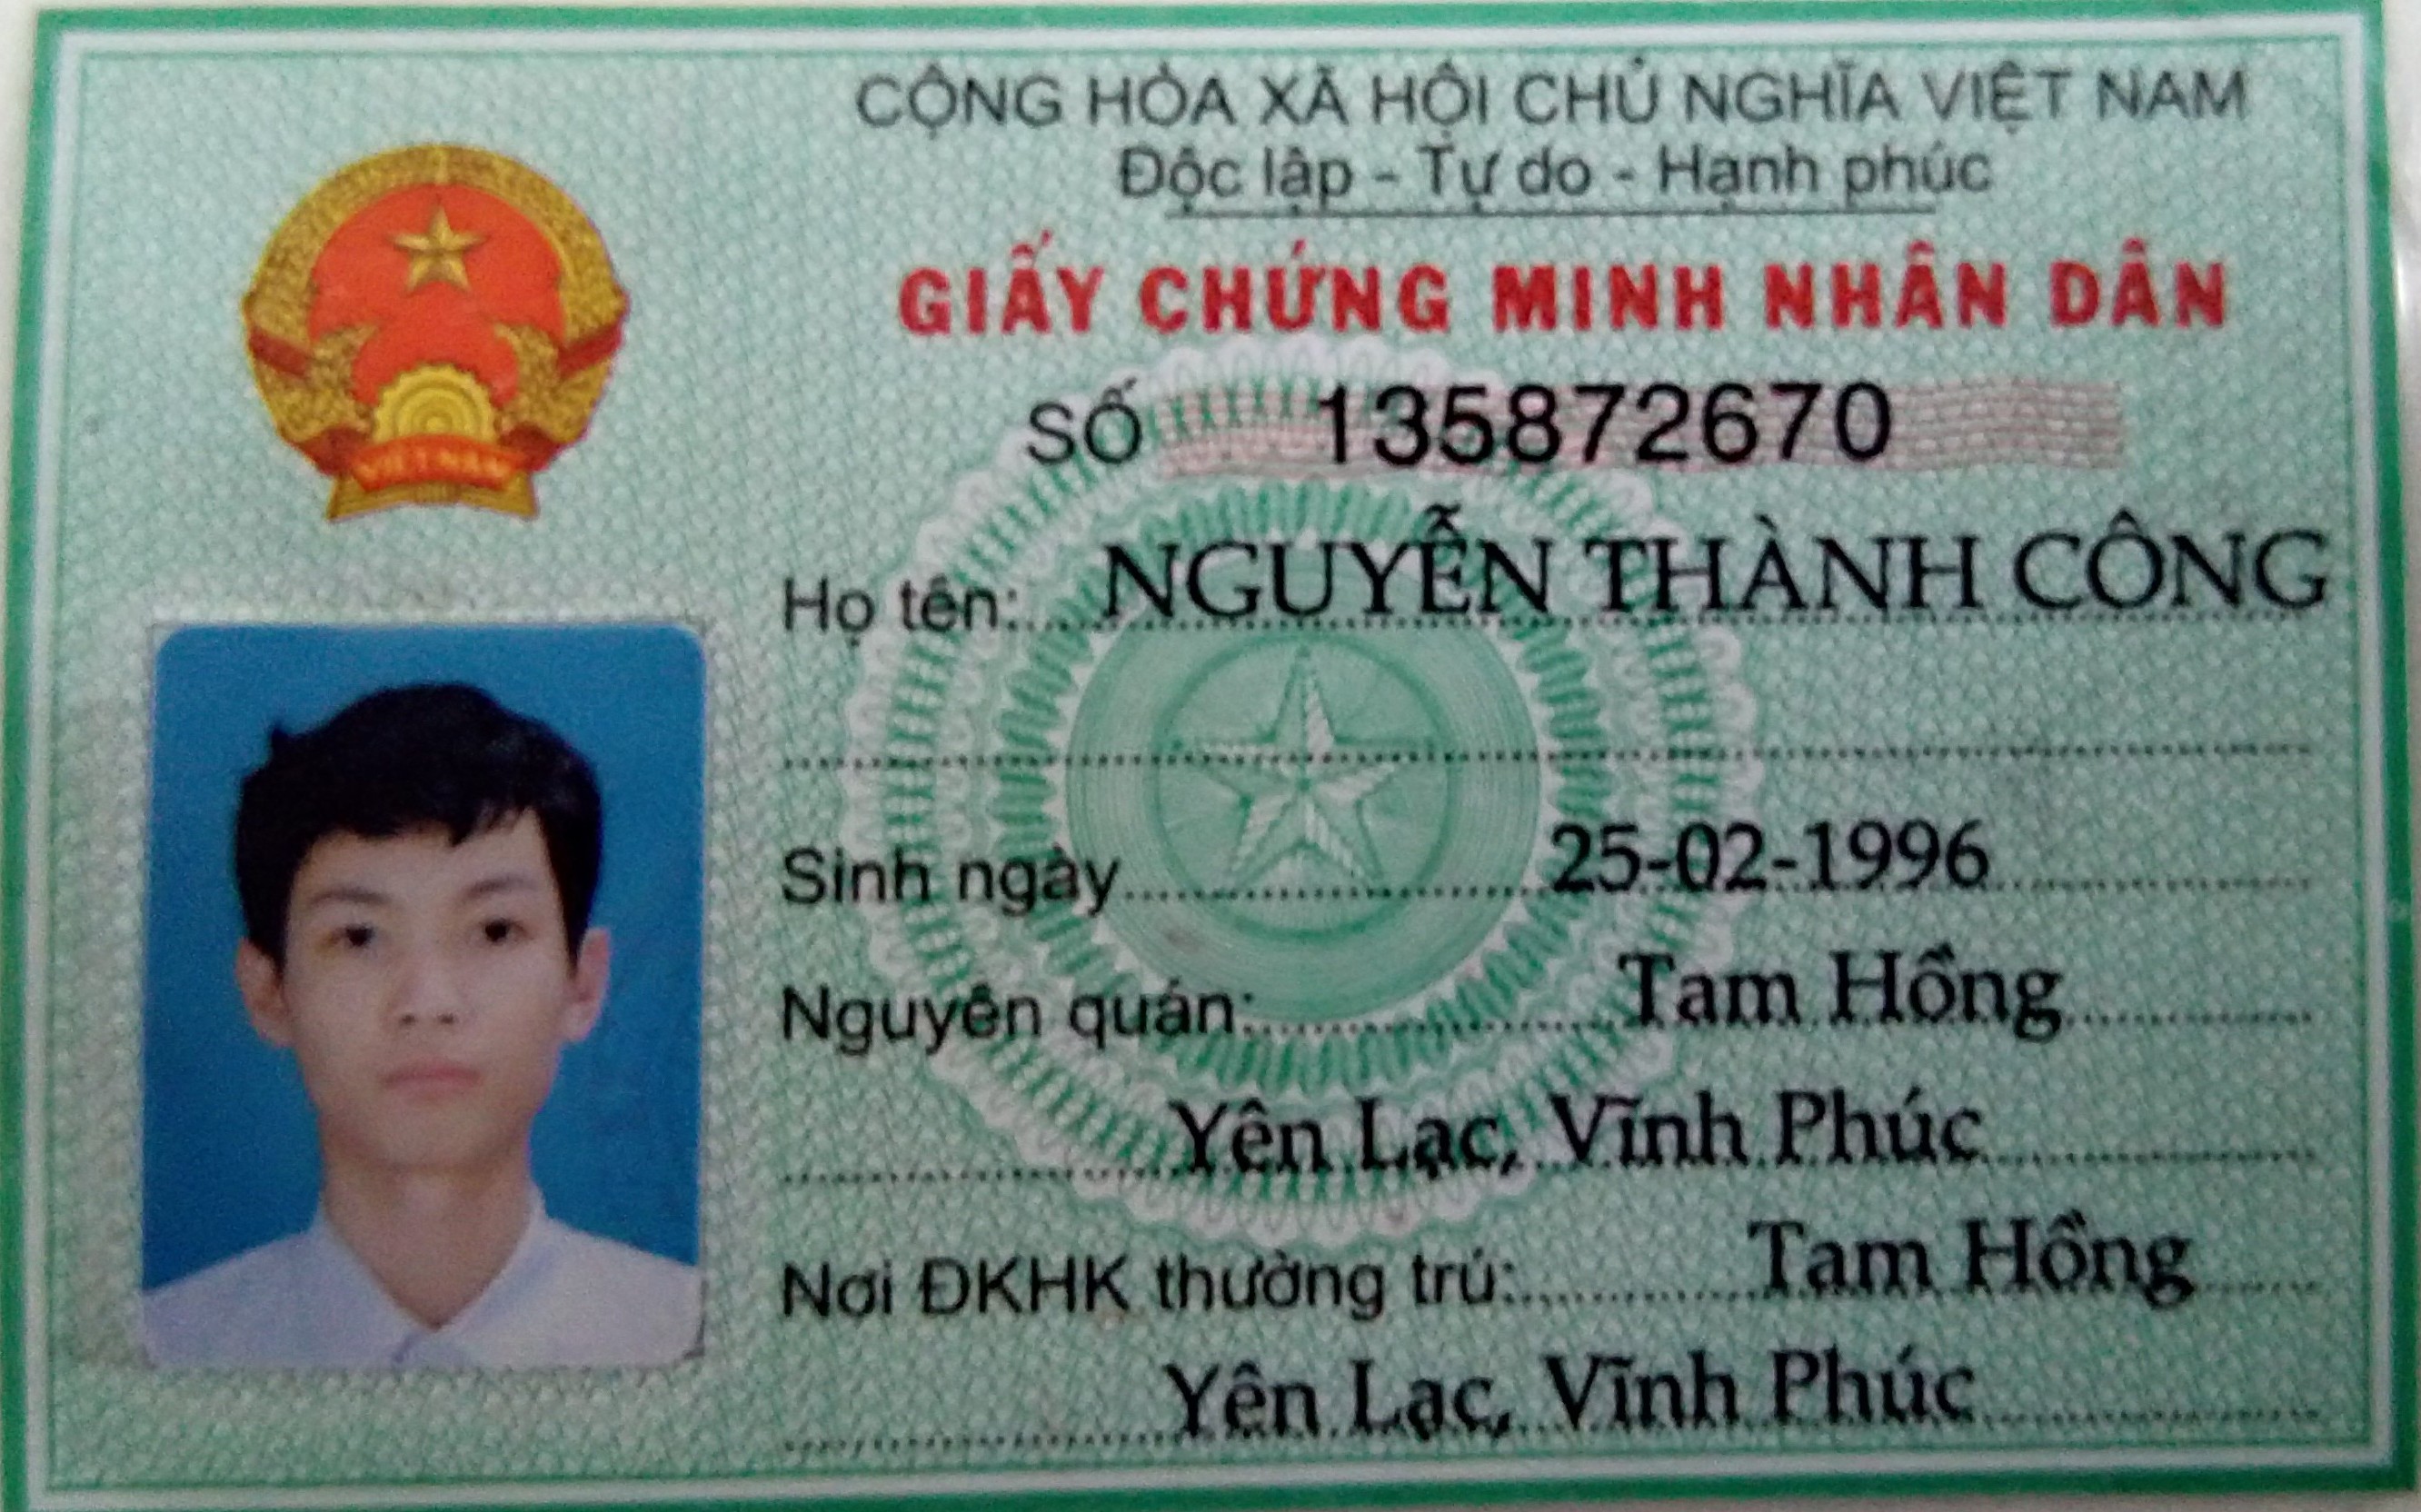 CỘNG HÒA XÃ HỘI CHỦ NGHĨA VIỆT NAM
Độc lập - Tự do - Hạnh phúc
GIẤY CHỨNG MINH NHÂN DÂN
SỐ 135872670
VIET NAM
Họ tên: NGUYỄN THÀNH CÔNG
Sinh ngày 25-02-1996
Nguyên quán: Tam Hồng
Yên Lạc, Vĩnh Phúc
Nơi ĐKHK thường trú: Tam Hồng
Yên Lạc, Vĩnh Phúc